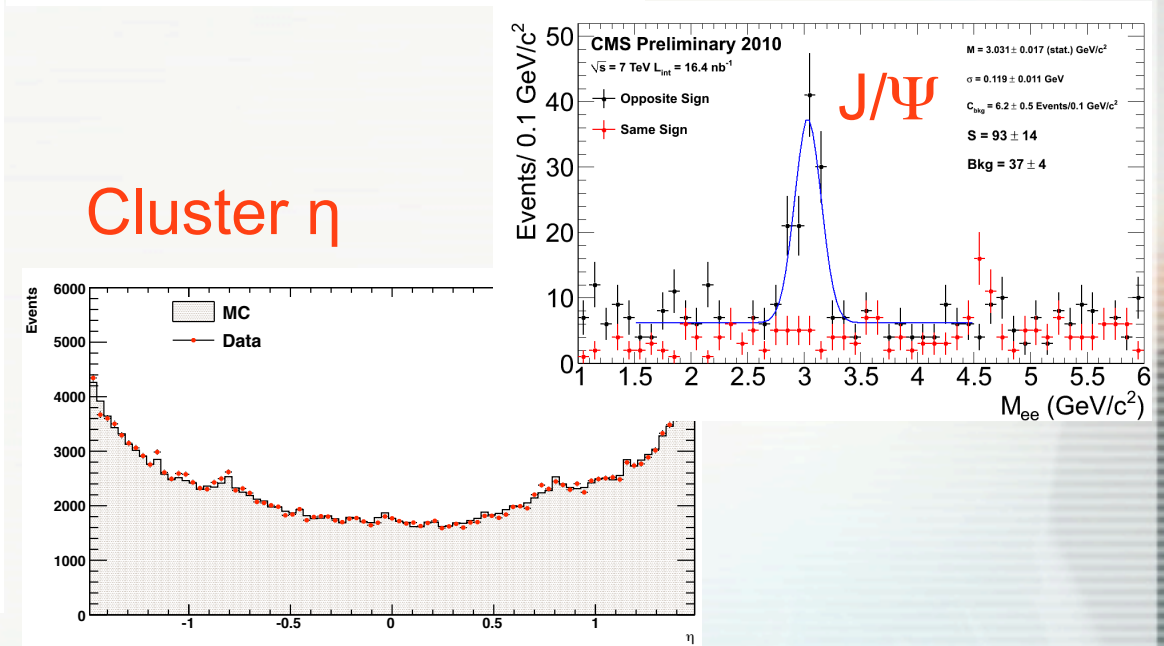 Cluster η
Events
6000
5000
4000
3000
2000
1000
0
MC
Data
-1 -0.5 0 0.5 1
η
Events/ 0.1 GeV/c²
50
40
30
20
10
0
CMS Preliminary 2010
√s = 7 TeV L_int = 16.4 nb⁻¹
Opposite Sign
Same Sign
J/Ψ
M = 3.031 ± 0.017 (stat.) GeV/c²
σ = 0.119 ± 0.011 GeV
C_bkg = 6.2 ± 0.5 Events/0.1 GeV/c²
S = 93 ± 14
Bkg = 37 ± 4
1 1.5 2 2.5 3 3.5 4 4.5 5 5.5 6
M_ee (GeV/c²)